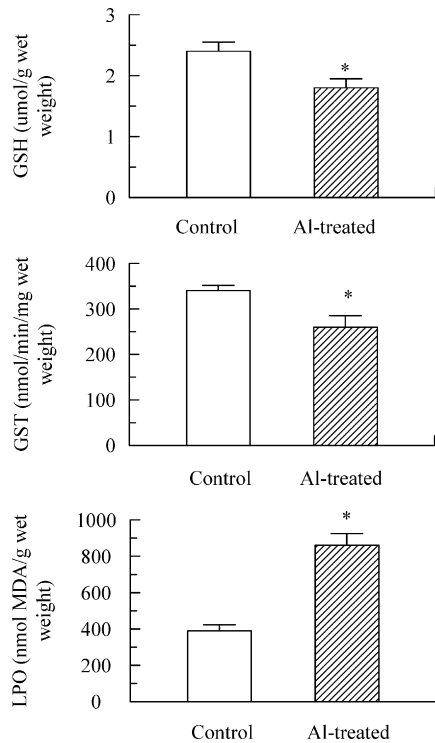 GSH (umol/g wet
weight)
3
2
1
0
*
Control
Al-treated
GST (nmol/min/mg wet
weight)
400
300
200
100
0
*
Control
Al-treated
LPO (nmol MDA/g wet
weight)
1000
800
600
400
200
0
*
Control
Al-treated